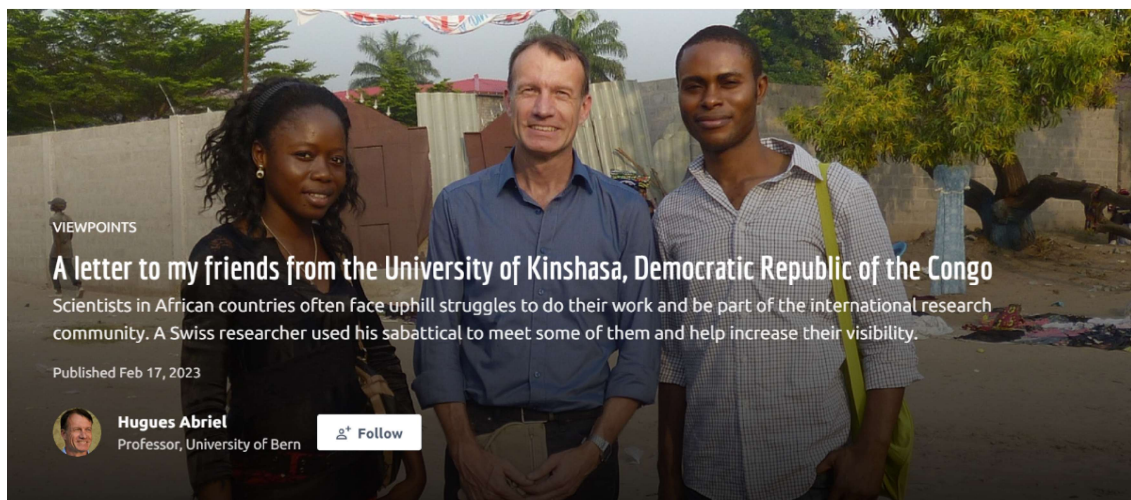 VIEWPOINTS
A letter to my friends from the University of Kinshasa, Democratic Republic of the Congo
Scientists in African countries often face uphill struggles to do their work and be part of the international research
community. A Swiss researcher used his sabattical to meet some of them and help increase their visibility.
Published Feb 17, 2023
Hugues Abriel
Professor, University of Bern
Follow